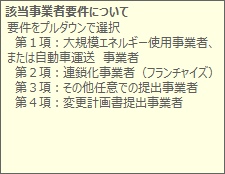 該当事業者要件について
要件をプルダウンで選択
第１項：大規模エネルギー使用事業者、
または自動車運送　事業者
第２項：連鎖化事業者（フランチャイズ）
第３項：その他任意での提出事業者
第４項：変更計画書提出事業者